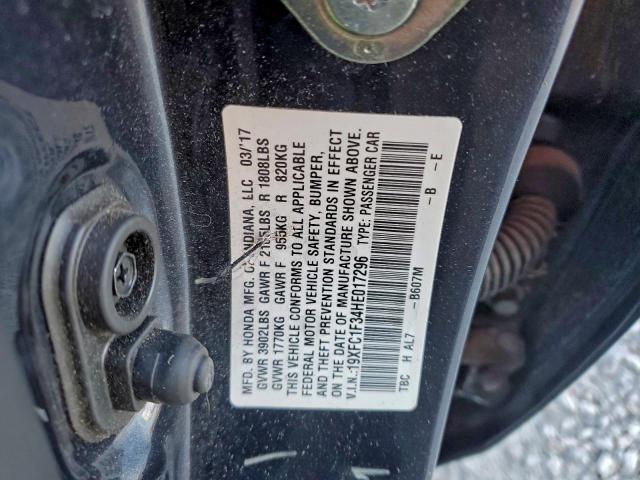 MFD. BY HONDA MFG. OF INDIANA, LLC 03/'17
GVWR 3902LBS GAWR F 2105LBS R 1808LBS
GVWR 1770KG GAWR F 955KG R 820KG
THIS VEHICLE CONFORMS TO ALL APPLICABLE
FEDERAL MOTOR VEHICLE SAFETY, BUMPER,
AND THEFT PREVENTION STANDARDS IN EFFECT
ON THE DATE OF MANUFACTURE SHOWN ABOVE.
V.I.N.:19XFC1F34HE017296 TYPE: PASSENGER CAR
-B607M -B -E
TBC H AL7